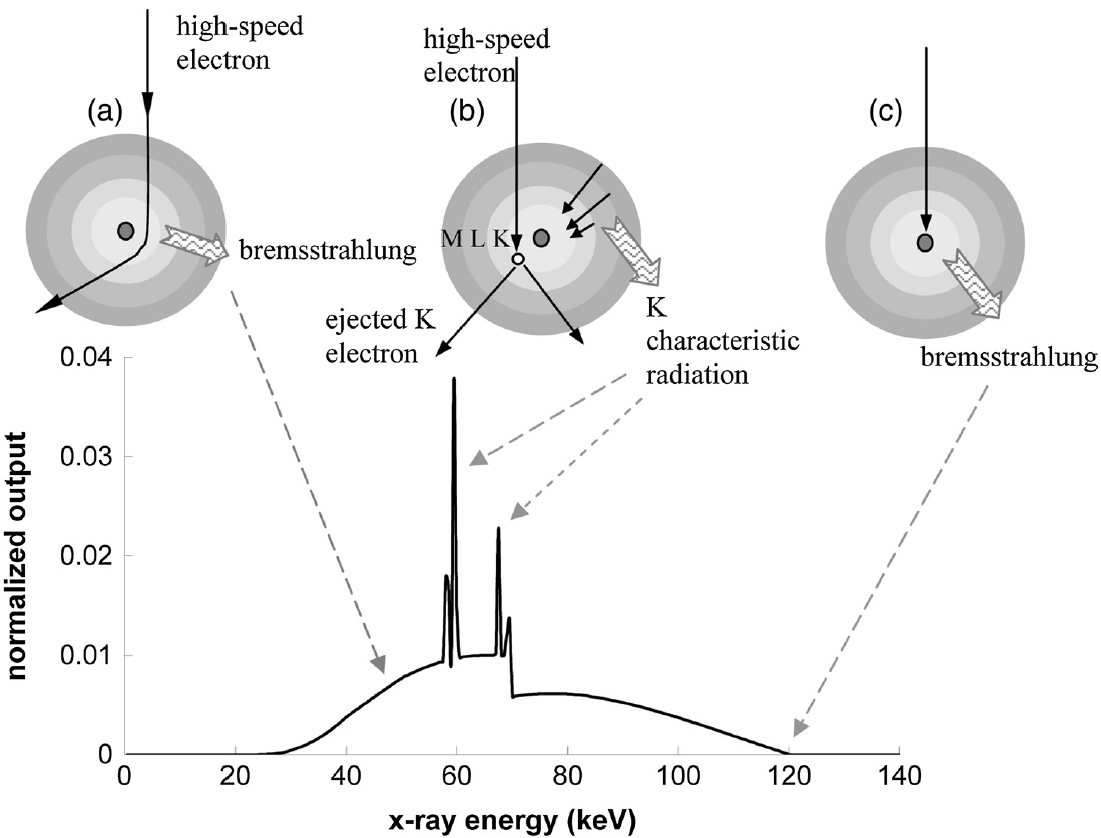 high-speed
electron
(a)
bremsstrahlung
high-speed
electron
(b)
M L K
ejected K
electron
K
characteristic
radiation
(c)
bremsstrahlung
normalized output
0.04
0.03
0.02
0.01
0
0 20 40 60 80 100 120 140
x-ray energy (keV)